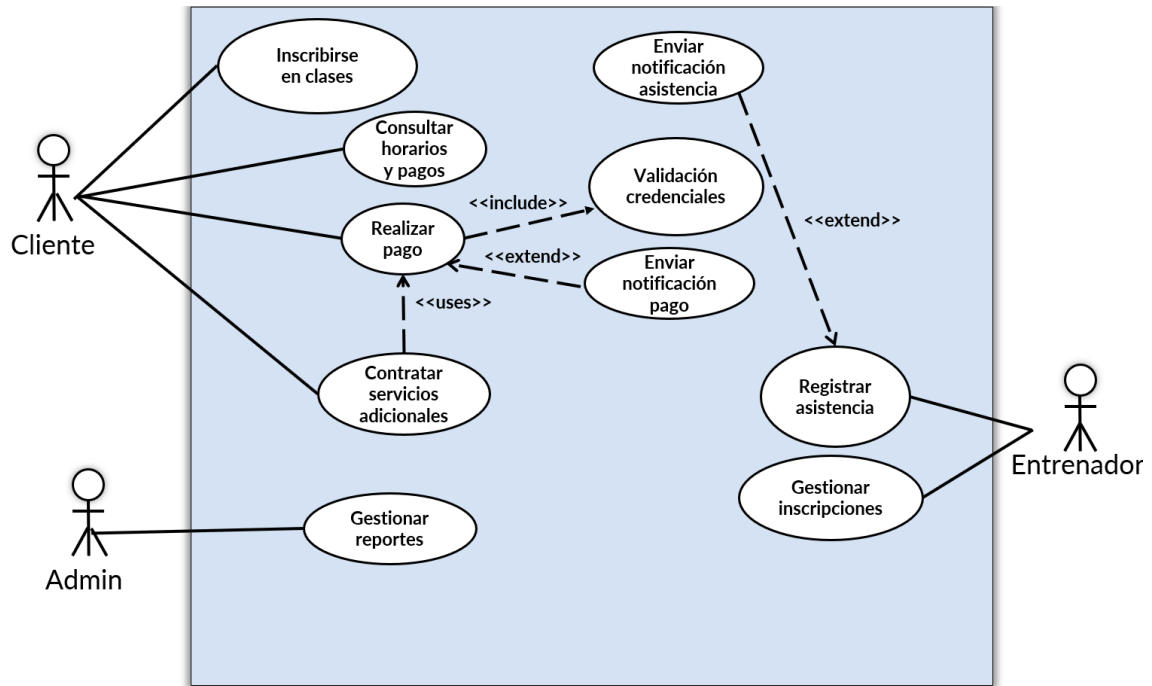 Inscribirse
en clases
Enviar
notificación
asistencia
Consultar
horarios
y pagos
Validación
credenciales
<<include>>
Realizar
pago
<<extend>>
<<extend>>
Enviar
notificación
pago
<<uses>>
Cliente
Contratar
servicios
adicionales
Registrar
asistencia
Entrenador
Gestionar
inscripciones
Gestionar
reportes
Admin